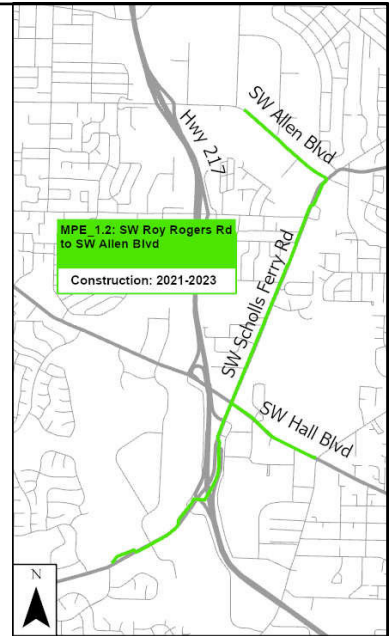 SW Allen Blvd
Hwy 217
MPE_1.2: SW Roy Rogers Rd
to SW Allen Blvd
Construction: 2021-2023
SW Scholls Ferry Rd
SW Hall Blvd
N